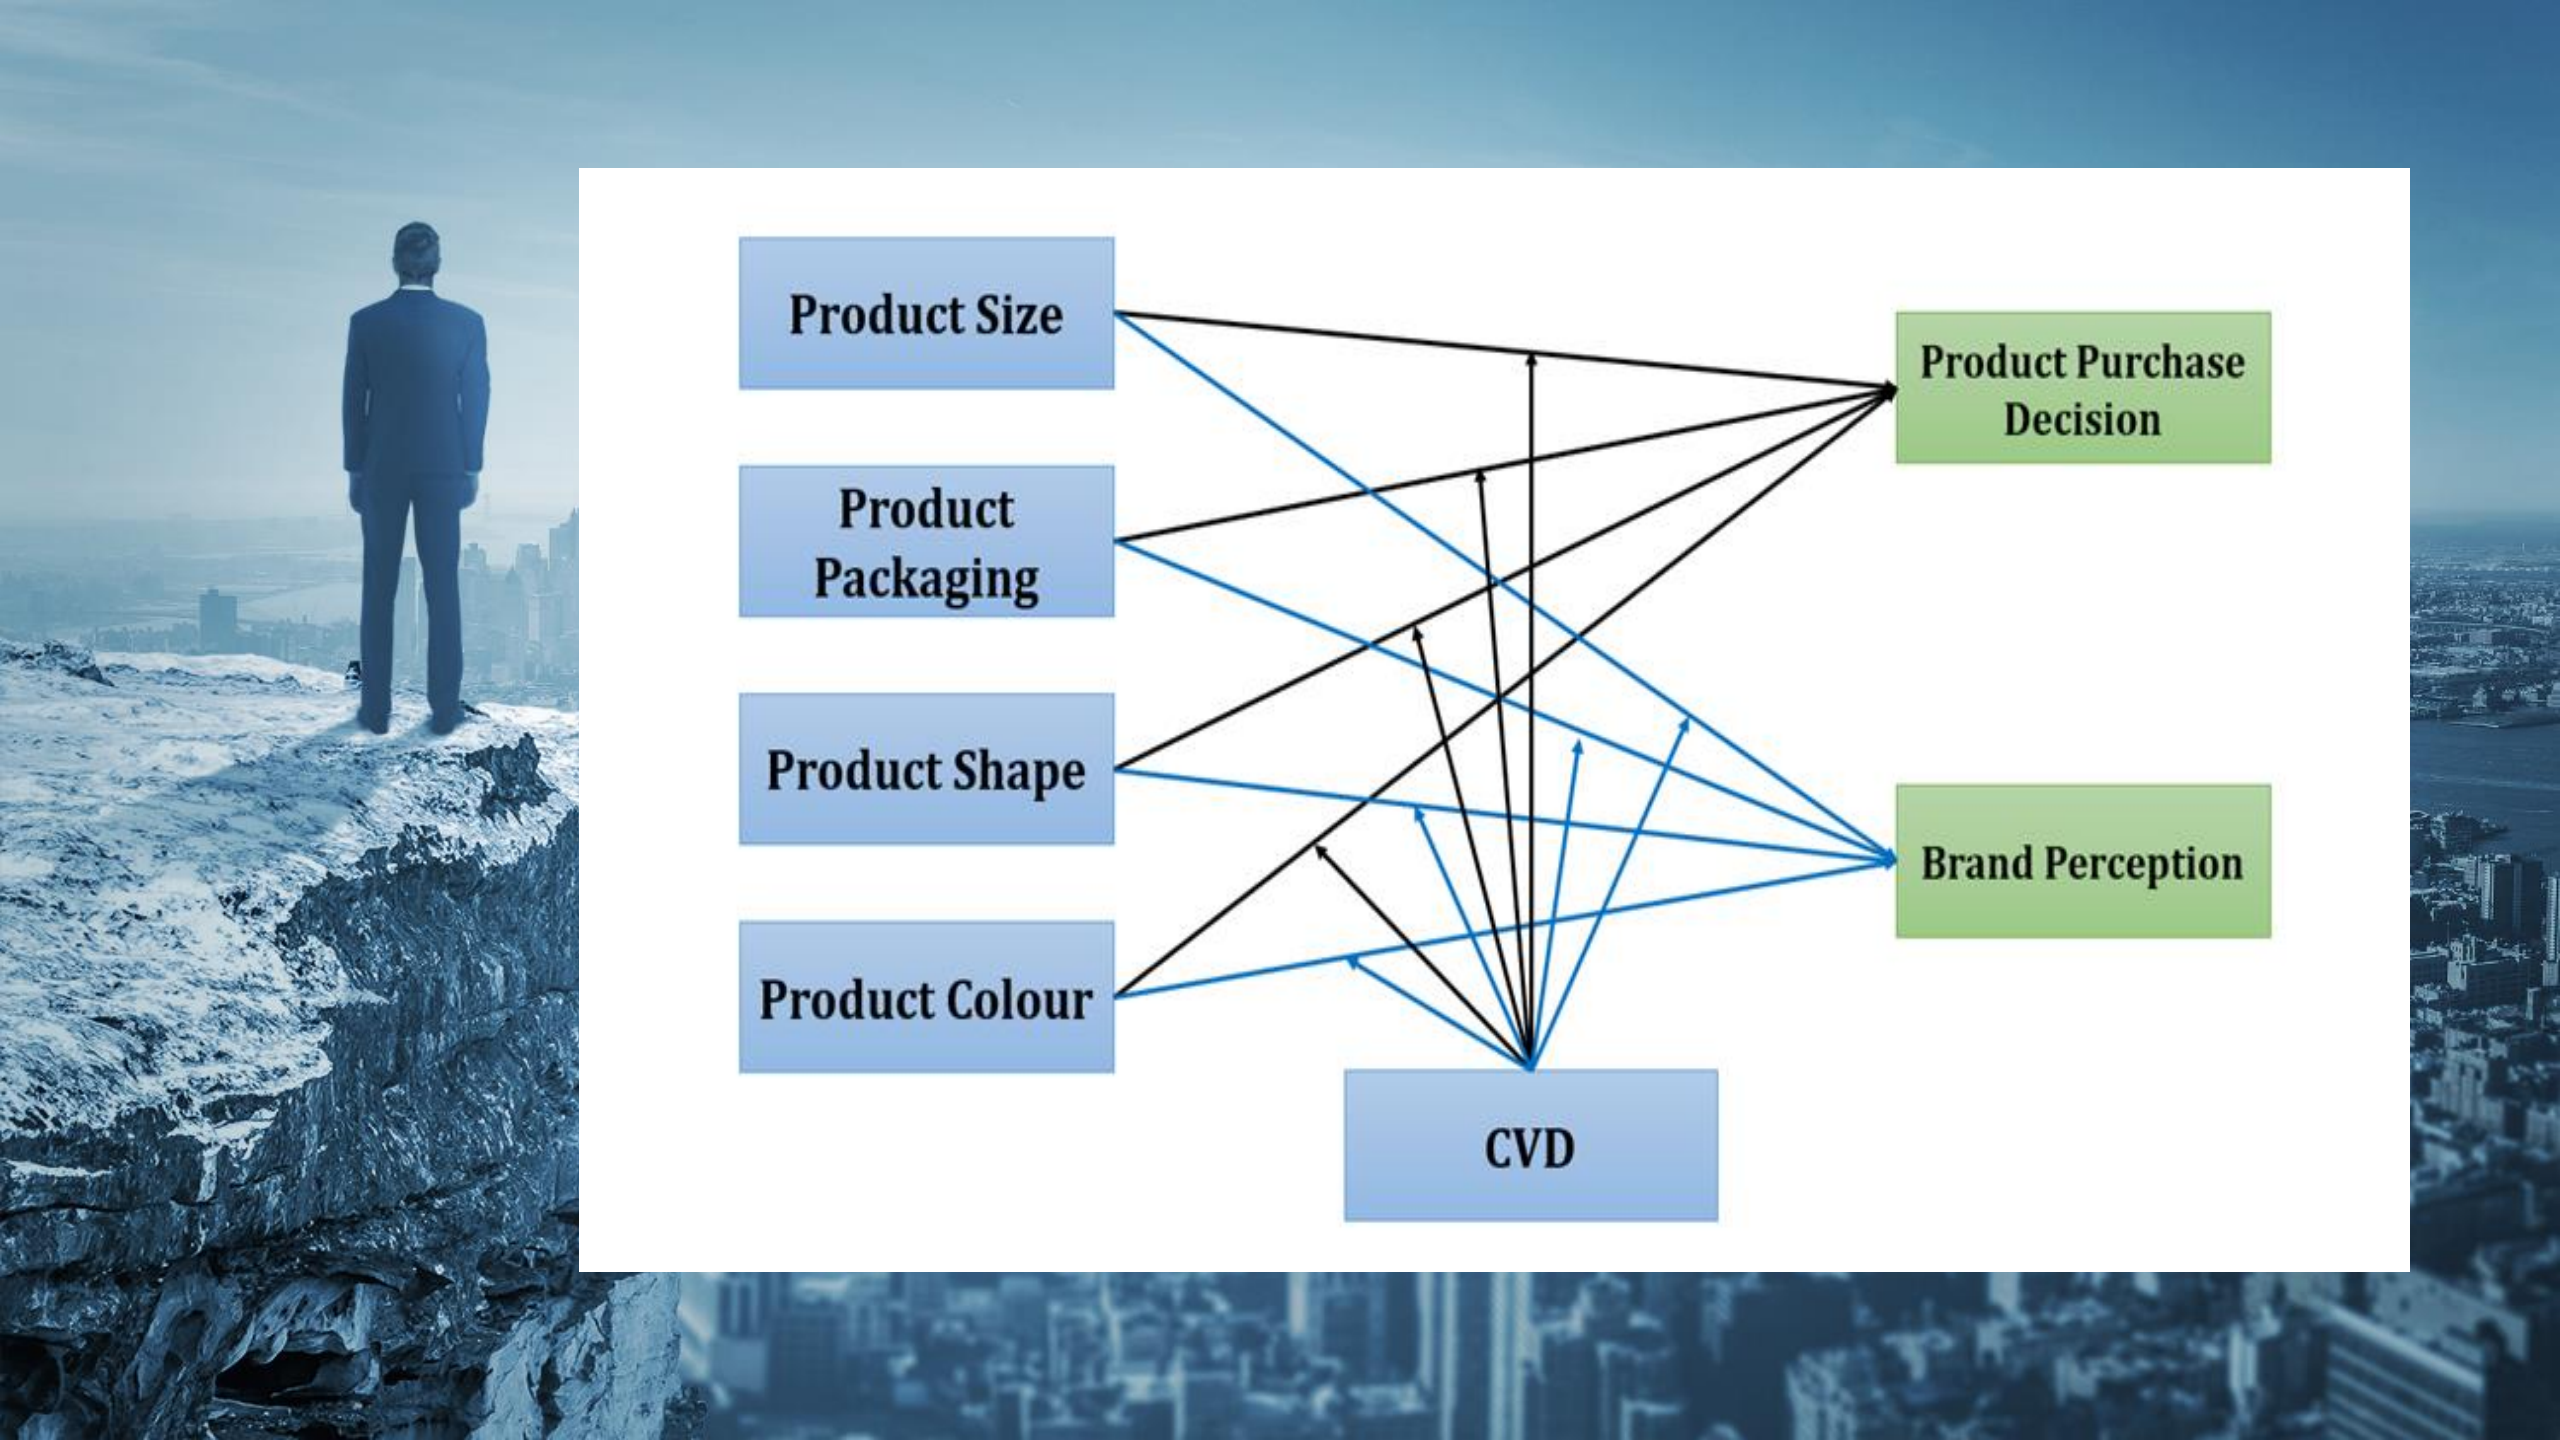 Product Size
Product Purchase
Decision
Product
Packaging
Product Shape
Brand Perception
Product Colour
CVD